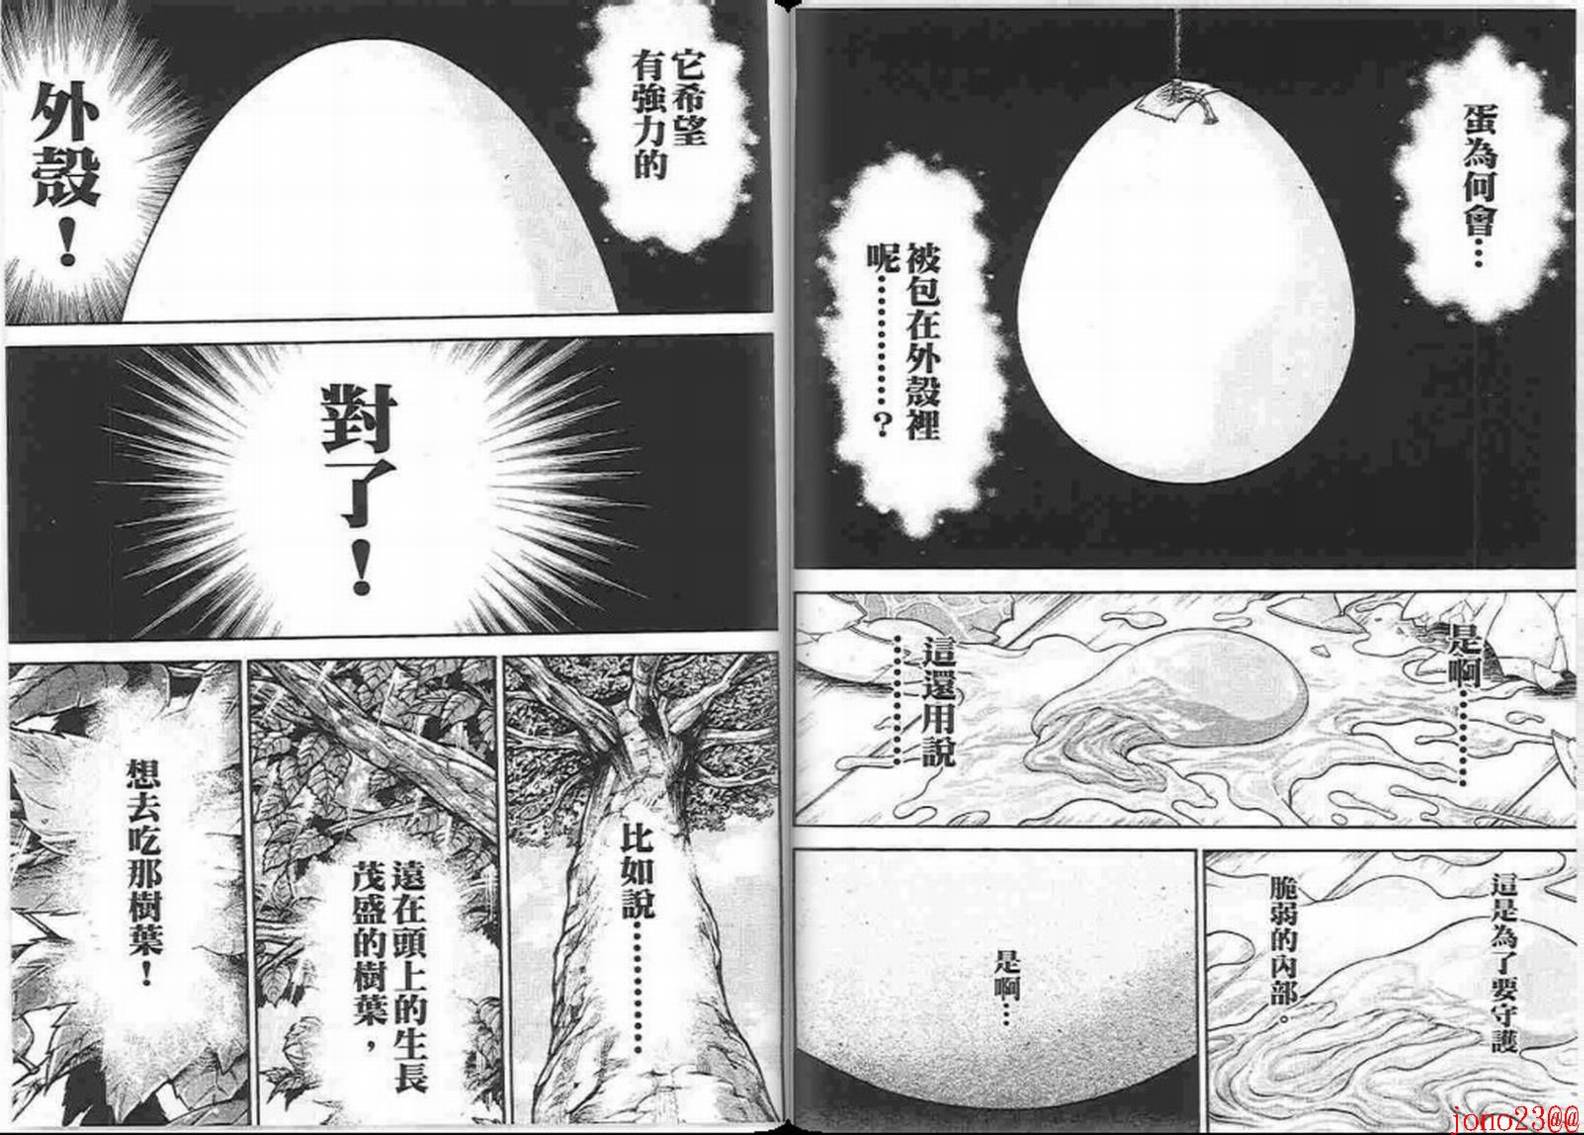 蛋為何會…
被包在外殼裡
呢…………?
是啊………
這還用說
…………
這是為了要守護
脆弱的內部。
是啊…
它希望
有強力的
外殼!
對了!
比如說…………
遠在頭上的生長
茂盛的樹葉，
想去吃那樹葉!
jono23@@